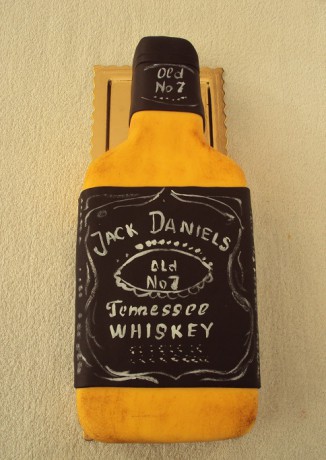 Old
No 7
JACK DANIELS
Old
No 7
Tennessee
WHISKEY